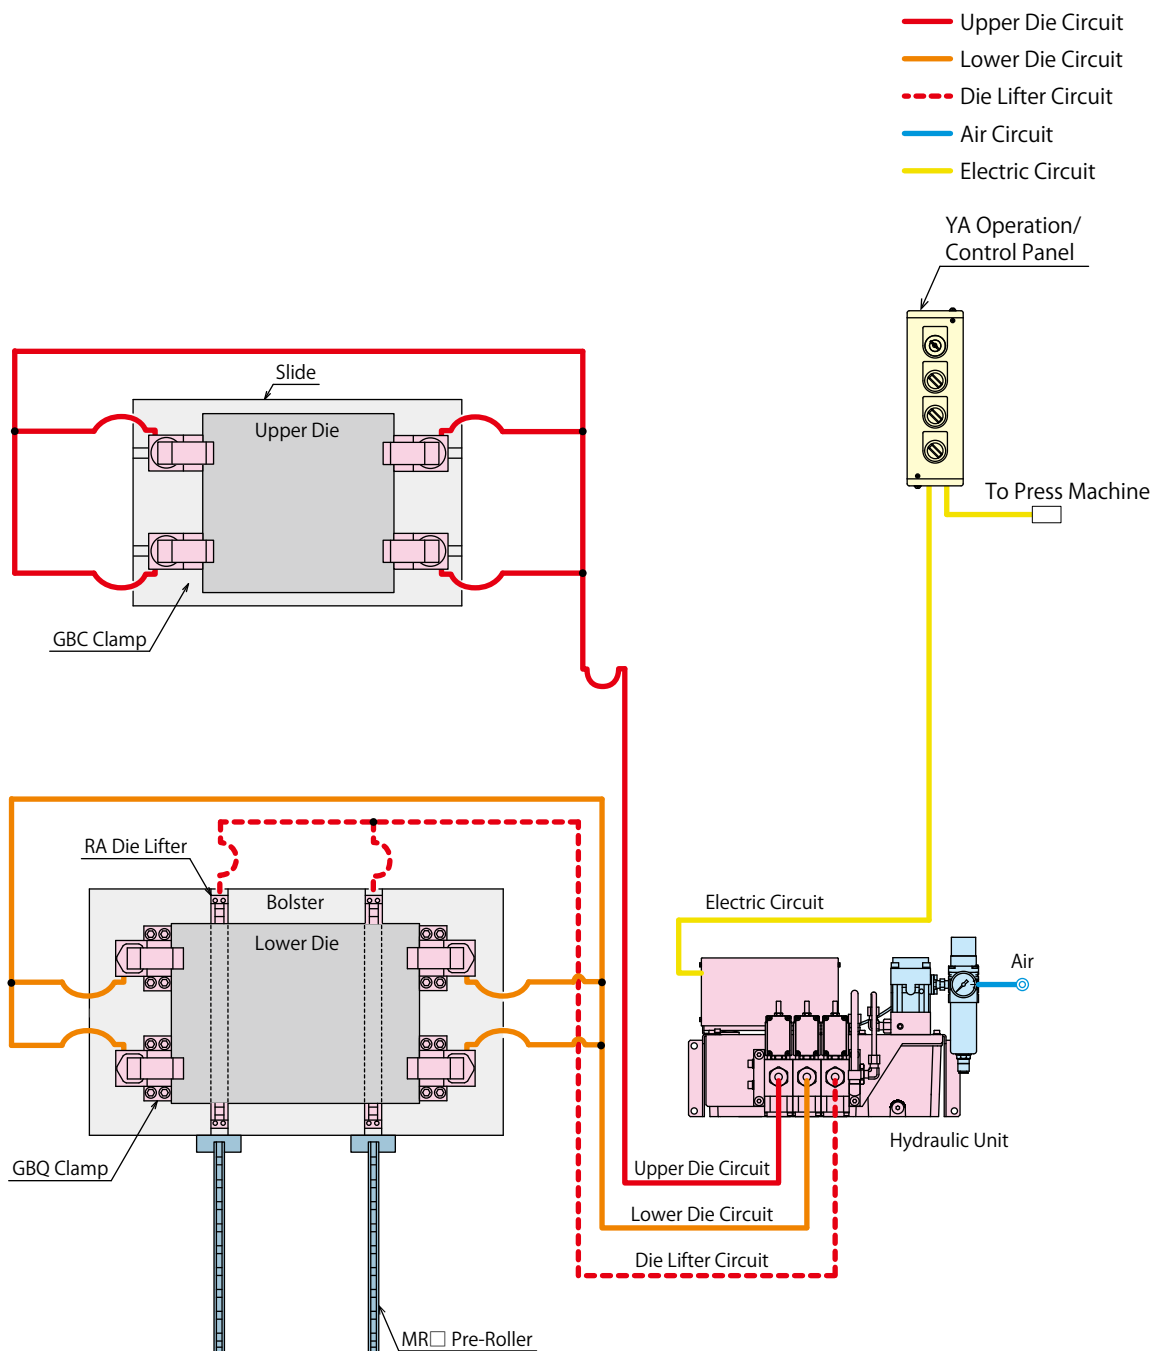 Upper Die Circuit
Lower Die Circuit
Die Lifter Circuit
Air Circuit
Electric Circuit
YA Operation/
Control Panel
To Press Machine
Slide
Upper Die
GBC Clamp
RA Die Lifter
Bolster
Lower Die
GBQ Clamp
MR□ Pre-Roller
Electric Circuit
Air
Hydraulic Unit
Upper Die Circuit
Lower Die Circuit
Die Lifter Circuit